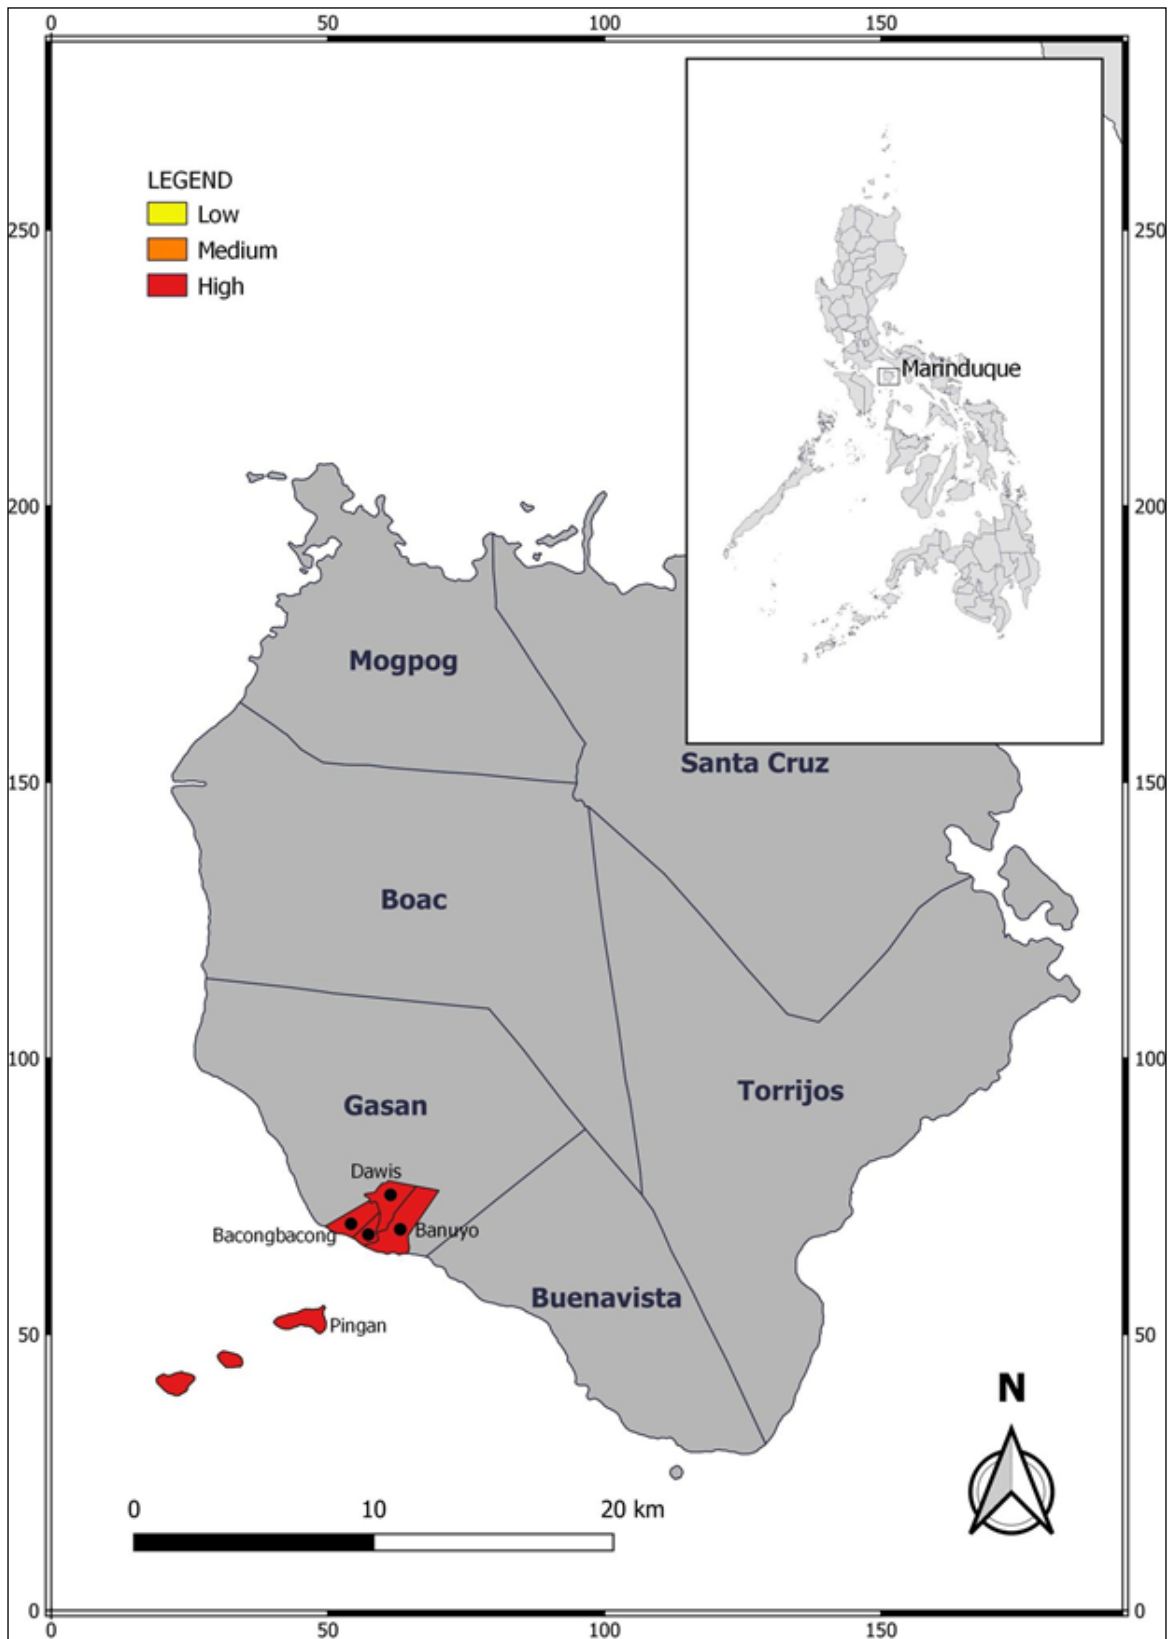 0 50 100 150
LEGEND
Low
Medium
High
250 250
Marinduque
200 200
Mogpog
Santa Cruz
150 150
Boac
100 100
Torrijos
Gasan
Dawis
Bacongbacong
Banuyo
Buenavista
Pingan
50 50
N
0 10 20 km
0 0
50 100 150